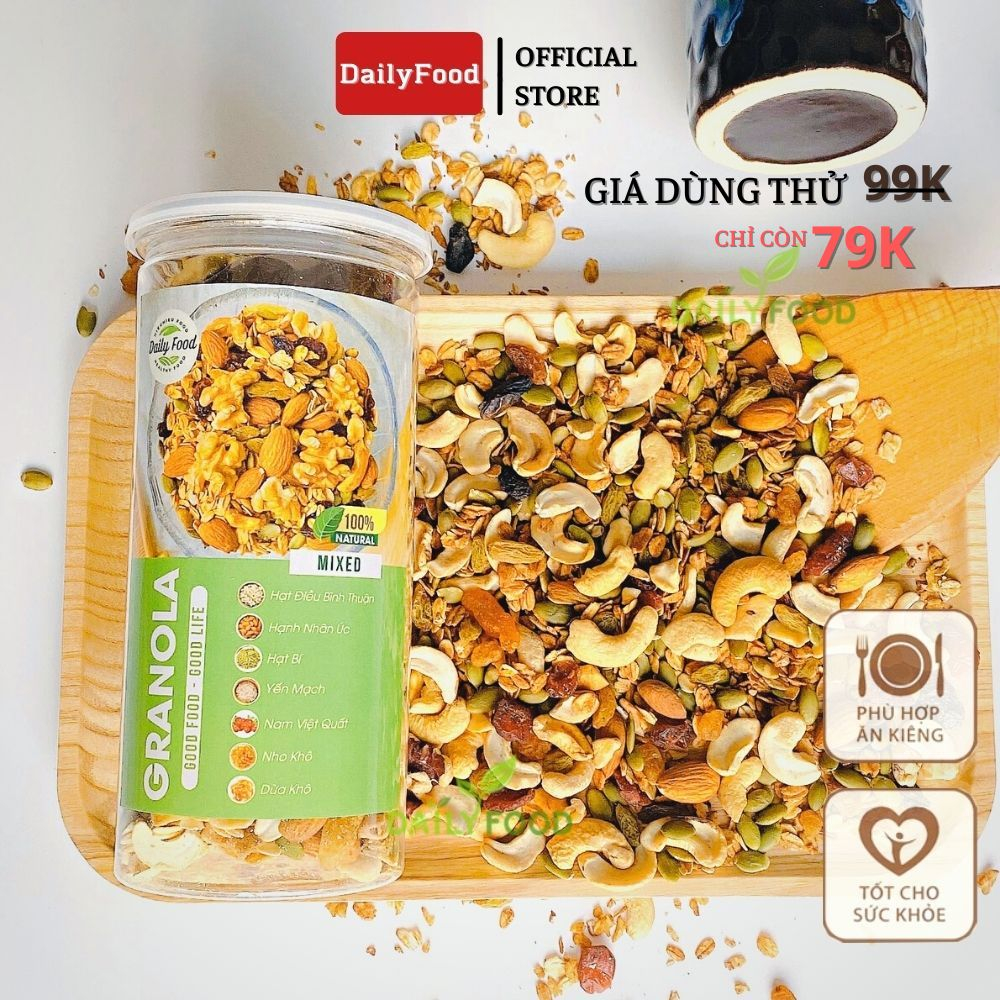 DailyFood
OFFICIAL
STORE
GIÁ DÙNG THỬ 99K
CHỈ CÒN 79K
DAILY FOOD
Daily Food
HEALTHY FOOD
100%
NATURAL
MIXED
GRANOLA
GOOD FOOD - GOOD LIFE
Hạt Điều Bình Thuận
Hạnh Nhân Úc
Hạt Bí
Yến Mạch
Nam Việt Quất
Nho Khô
Dừa Khô
DAILY FOOD
PHÙ HỢP
ĂN KIÊNG
TỐT CHO
SỨC KHỎE